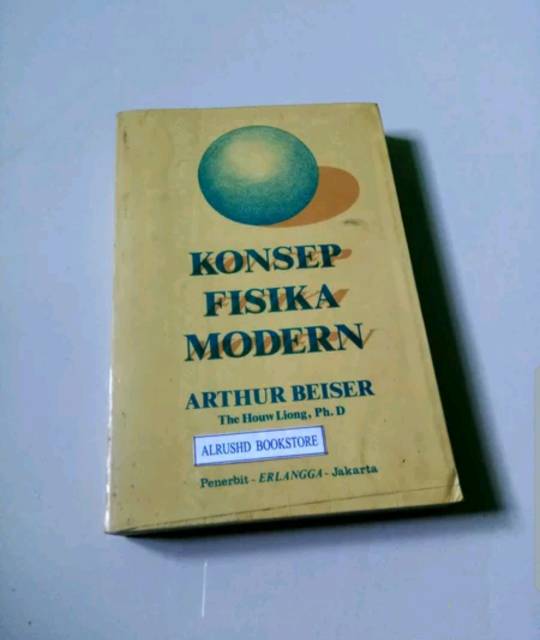 KONSEP
FISIKA
MODERN
ARTHUR BEISER
The Houw Liong, Ph. D
ALRUSHD BOOKSTORE
Penerbit - ERLANGGA - Jakarta